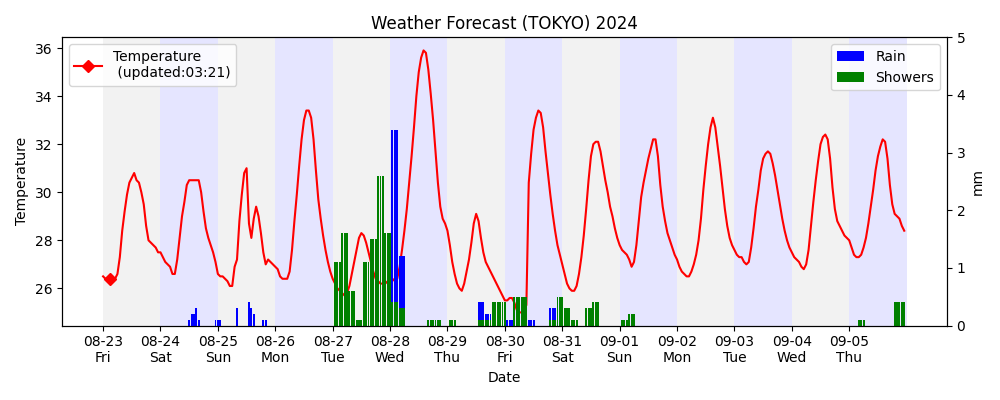 Weather Forecast (TOKYO) 2024
Temperature
(updated:03:21)
Rain
Showers
36
34
32
30
28
26
Temperature
5
4
3
2
1
0
mm
08-23 08-24 08-25 08-26 08-27 08-28 08-29 08-30 08-31 09-01 09-02 09-03 09-04 09-05
Fri Sat Sun Mon Tue Wed Thu Fri Sat Sun Mon Tue Wed Thu
Date